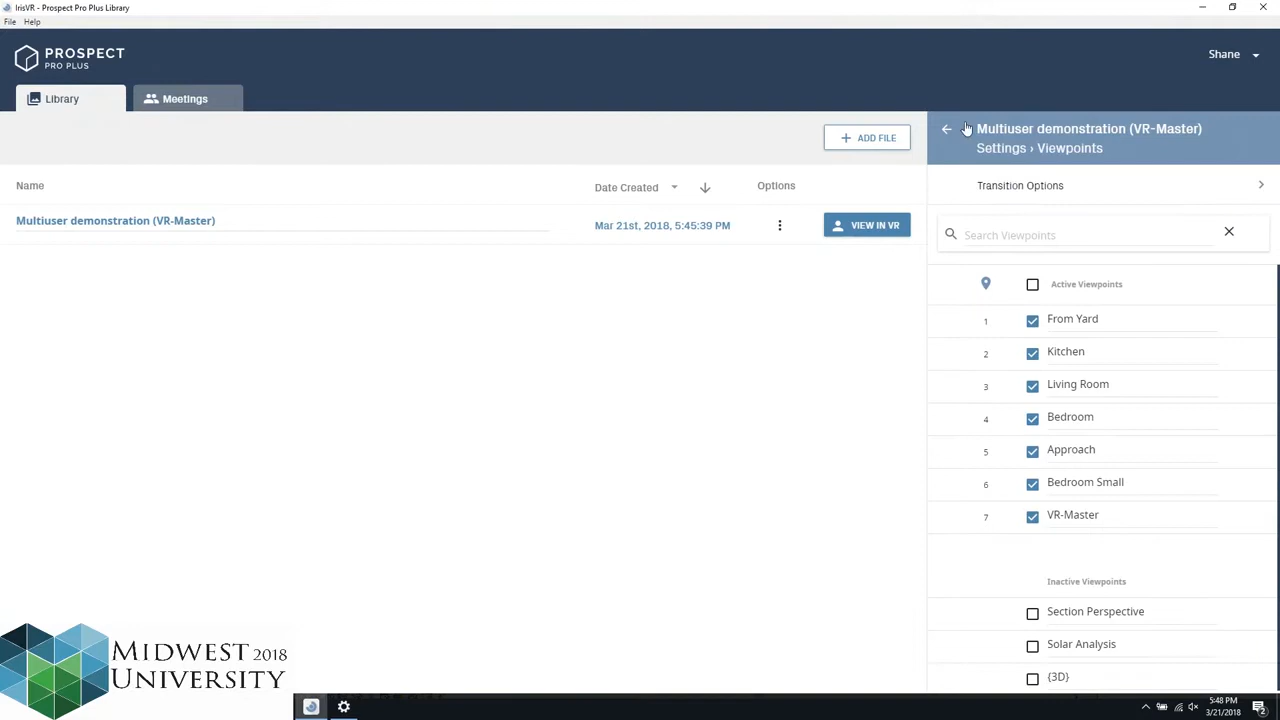 IrisVR - Prospect Pro Plus Library
File Help
PROSPECT
PRO PLUS
Shane
Library
Meetings
ADD FILE
Multiuser demonstration (VR-Master)
Settings › Viewpoints
Name
Date Created
Options
Transition Options
Multiuser demonstration (VR-Master)
Mar 21st, 2018, 5:45:39 PM
VIEW IN VR
Search Viewpoints
Active Viewpoints
1 From Yard
2 Kitchen
3 Living Room
4 Bedroom
5 Approach
6 Bedroom Small
7 VR-Master
Inactive Viewpoints
Section Perspective
Solar Analysis
{3D}
MIDWEST 2018
UNIVERSITY
5:48 PM
3/21/2018
2